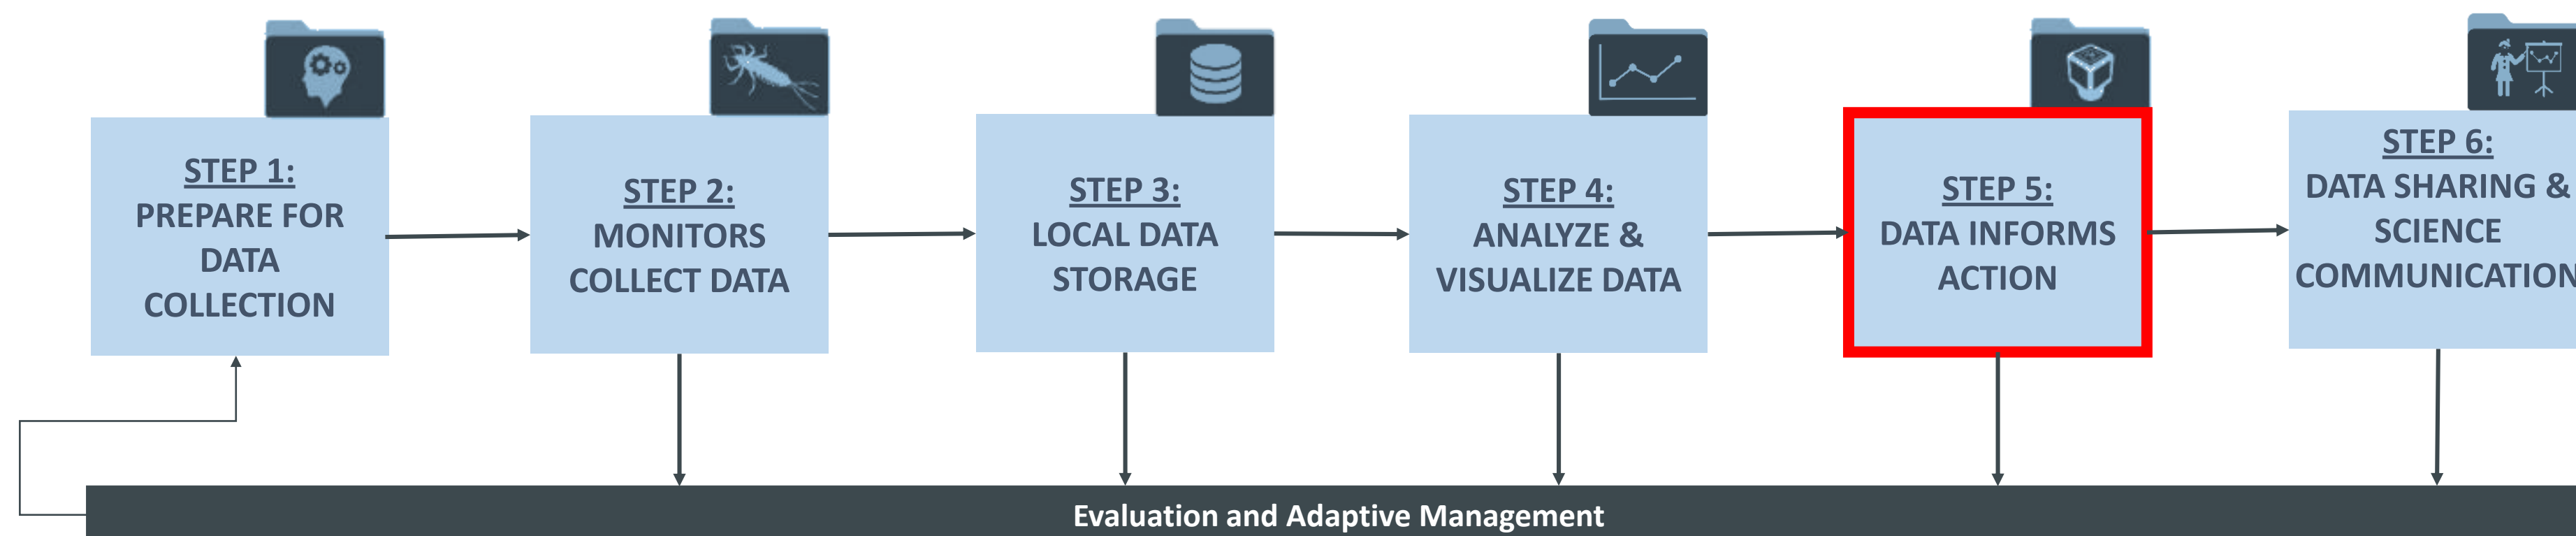 STEP 1:
PREPARE FOR
DATA
COLLECTION
STEP 2:
MONITORS
COLLECT DATA
STEP 3:
LOCAL DATA
STORAGE
STEP 4:
ANALYZE &
VISUALIZE DATA
STEP 5:
DATA INFORMS
ACTION
STEP 6:
DATA SHARING &
SCIENCE
COMMUNICATION
Evaluation and Adaptive Management